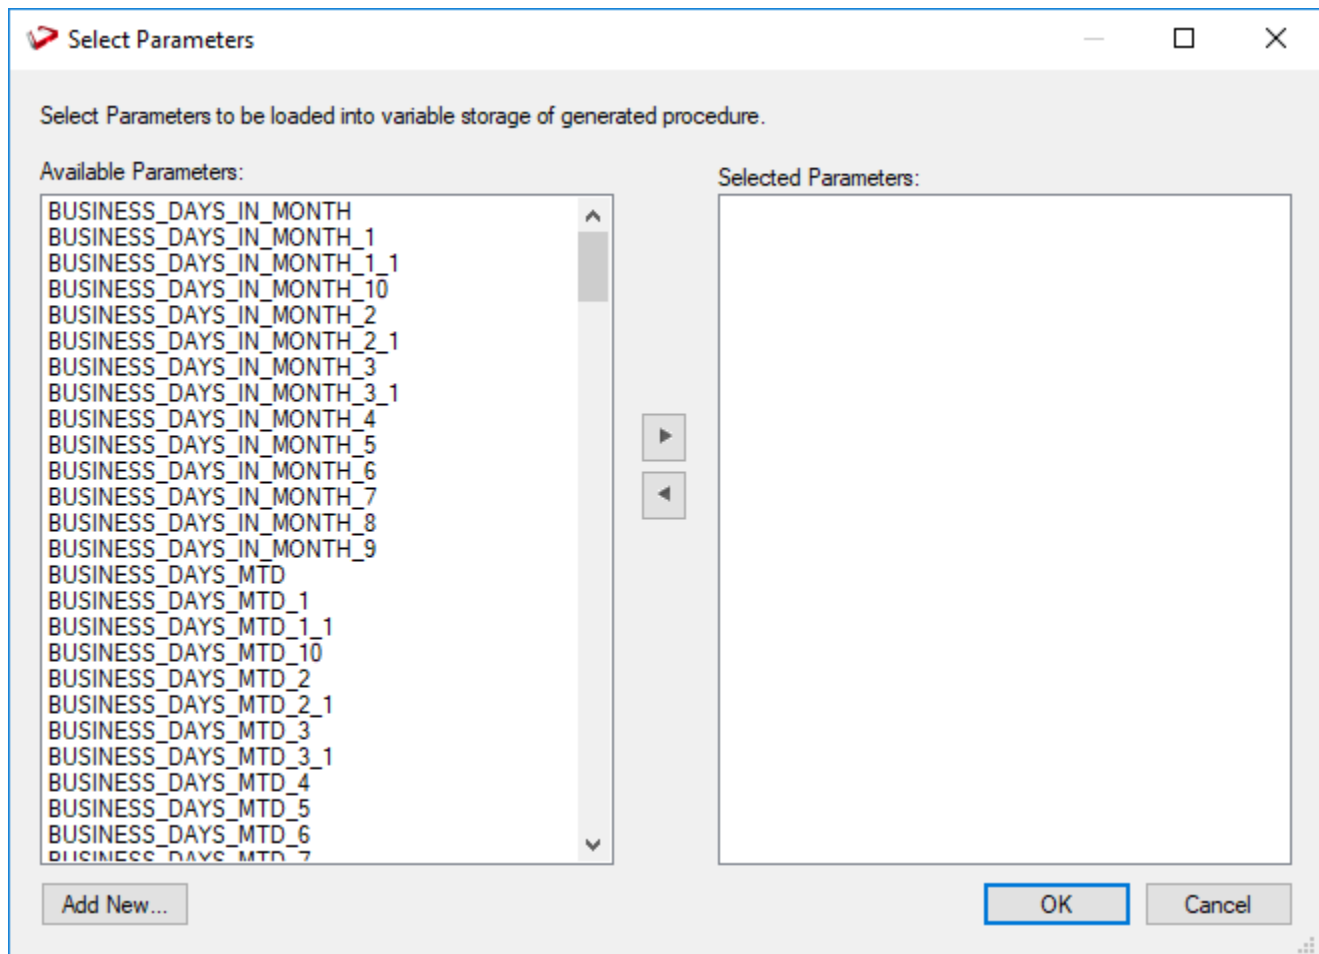 Select Parameters
Select Parameters to be loaded into variable storage of generated procedure.
Available Parameters:
BUSINESS_DAYS_IN_MONTH
BUSINESS_DAYS_IN_MONTH_1
BUSINESS_DAYS_IN_MONTH_1_1
BUSINESS_DAYS_IN_MONTH_10
BUSINESS_DAYS_IN_MONTH_2
BUSINESS_DAYS_IN_MONTH_2_1
BUSINESS_DAYS_IN_MONTH_3
BUSINESS_DAYS_IN_MONTH_3_1
BUSINESS_DAYS_IN_MONTH_4
BUSINESS_DAYS_IN_MONTH_5
BUSINESS_DAYS_IN_MONTH_6
BUSINESS_DAYS_IN_MONTH_7
BUSINESS_DAYS_IN_MONTH_8
BUSINESS_DAYS_IN_MONTH_9
BUSINESS_DAYS_MTD
BUSINESS_DAYS_MTD_1
BUSINESS_DAYS_MTD_1_1
BUSINESS_DAYS_MTD_10
BUSINESS_DAYS_MTD_2
BUSINESS_DAYS_MTD_2_1
BUSINESS_DAYS_MTD_3
BUSINESS_DAYS_MTD_3_1
BUSINESS_DAYS_MTD_4
BUSINESS_DAYS_MTD_5
BUSINESS_DAYS_MTD_6
BUSINESS_DAYS_MTD_7
Selected Parameters:
Add New...
OK
Cancel